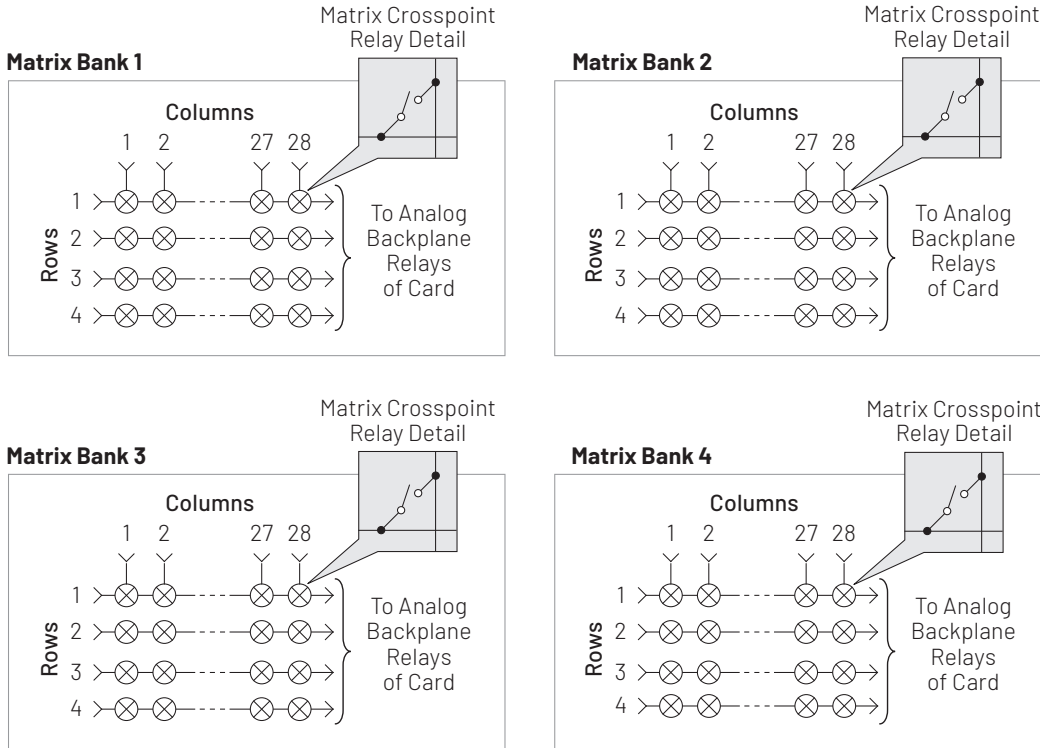 Matrix Crosspoint
Relay Detail
Matrix Bank 1
Columns
1 2 27 28
Rows
1
2
3
4
To Analog
Backplane
Relays
of Card
Matrix Crosspoint
Relay Detail
Matrix Bank 2
Columns
1 2 27 28
Rows
1
2
3
4
To Analog
Backplane
Relays
of Card
Matrix Crosspoint
Relay Detail
Matrix Bank 3
Columns
1 2 27 28
Rows
1
2
3
4
To Analog
Backplane
Relays
of Card
Matrix Crosspoint
Relay Detail
Matrix Bank 4
Columns
1 2 27 28
Rows
1
2
3
4
To Analog
Backplane
Relays
of Card